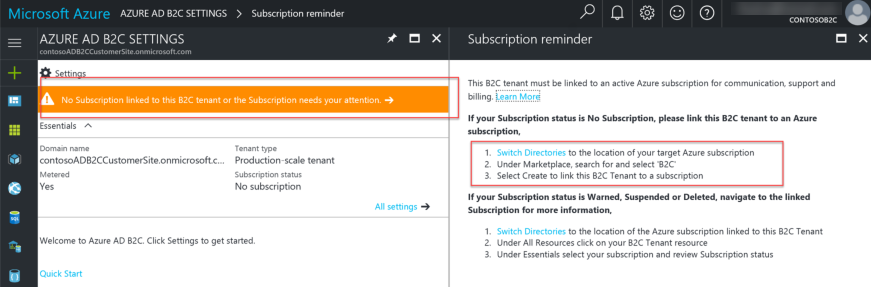 Microsoft Azure AZURE AD B2C SETTINGS > Subscription reminder
CONTOSOB2C
AZURE AD B2C SETTINGS
contosoADB2CCustomerSite.onmicrosoft.com
Settings
No Subscription linked to this B2C tenant or the Subscription needs your attention. →
Essentials
Domain name
contosoADB2CCustomerSite.onmicrosoft.c...
Tenant type
Production-scale tenant
Metered
Yes
Subscription status
No subscription
All settings →
Welcome to Azure AD B2C. Click Settings to get started.
Quick Start
Subscription reminder
This B2C tenant must be linked to an active Azure subscription for communication, support and
billing. Learn More
If your Subscription status is No Subscription, please link this B2C tenant to an Azure
subscription,
1. Switch Directories to the location of your target Azure subscription
2. Under Marketplace, search for and select 'B2C'
3. Select Create to link this B2C Tenant to a subscription
If your Subscription status is Warned, Suspended or Deleted, navigate to the linked
Subscription for more information,
1. Switch Directories to the location of the Azure subscription linked to this B2C Tenant
2. Under All Resources click on your B2C Tenant resource
3. Under Essentials select your subscription and review Subscription status